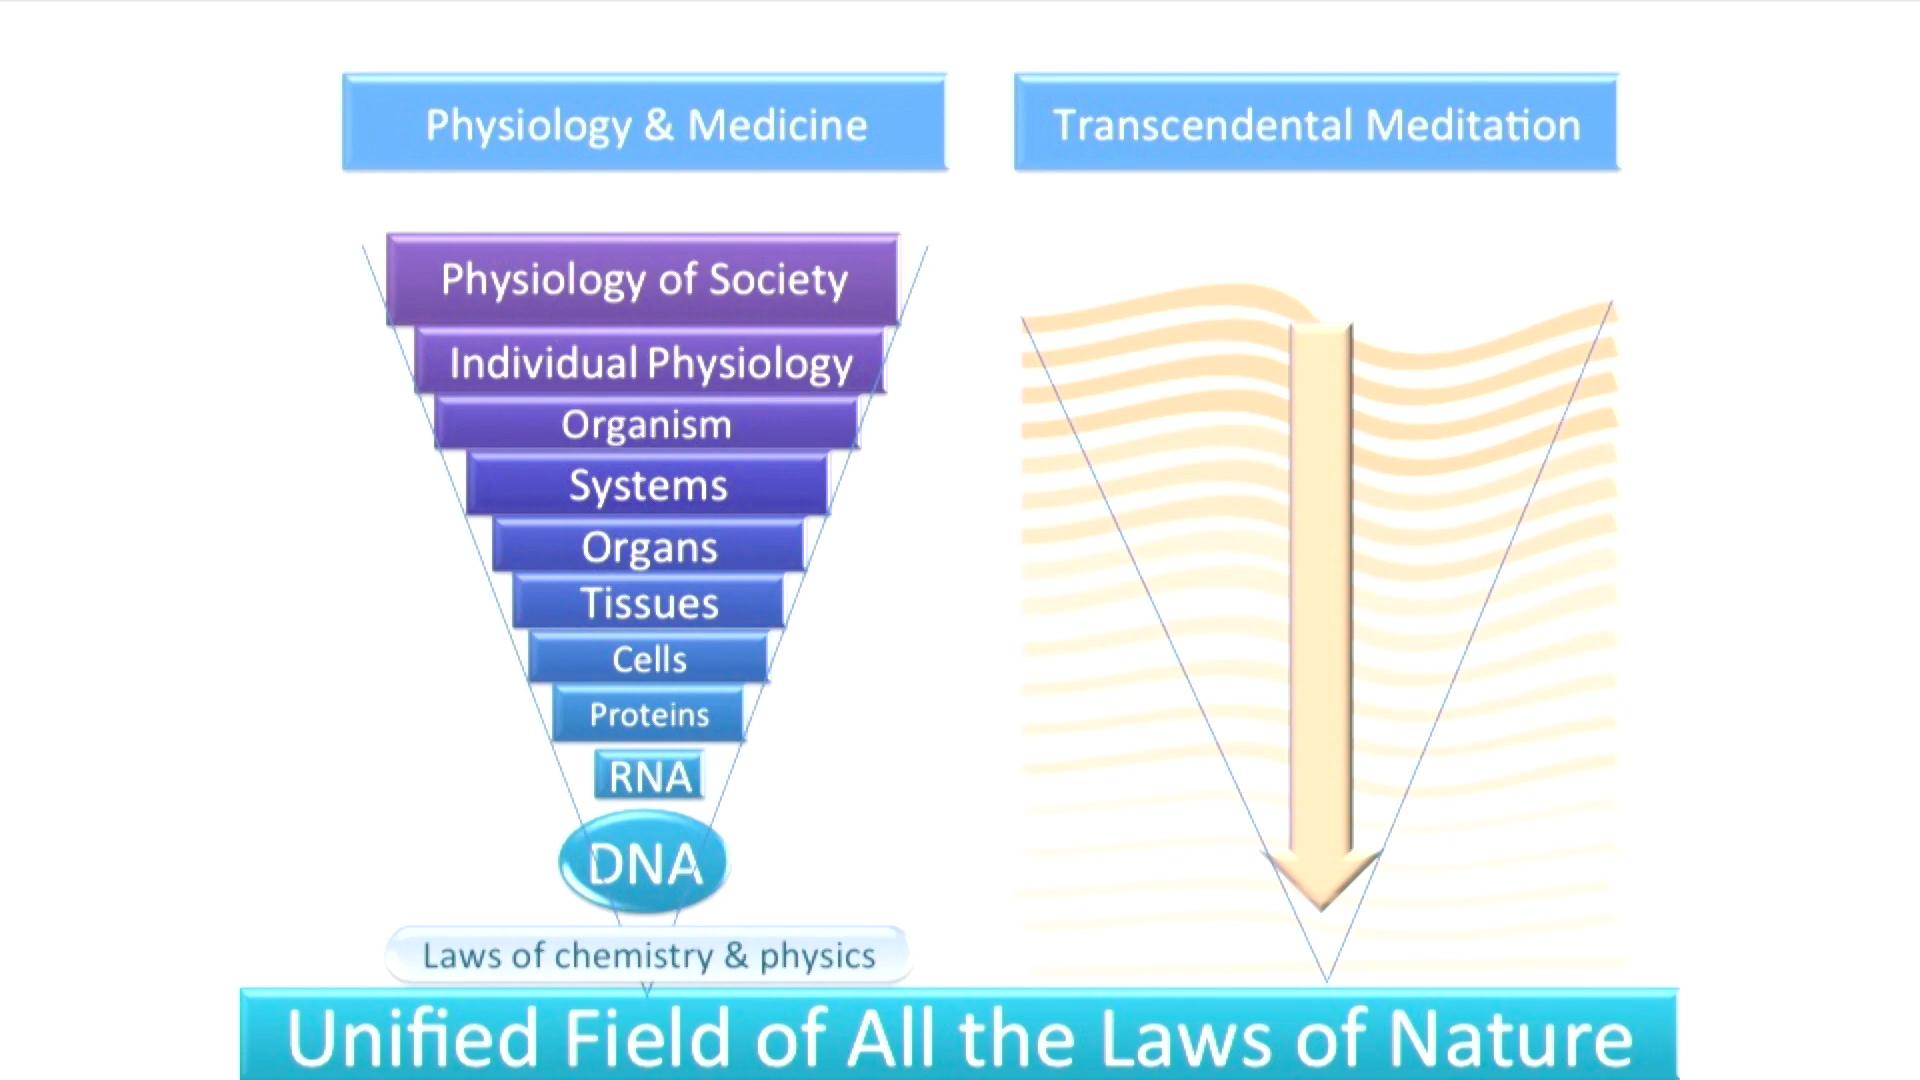 Physiology & Medicine
Transcendental Meditation
Physiology of Society
Individual Physiology
Organism
Systems
Organs
Tissues
Cells
Proteins
RNA
DNA
Laws of chemistry & physics
Unified Field of All the Laws of Nature